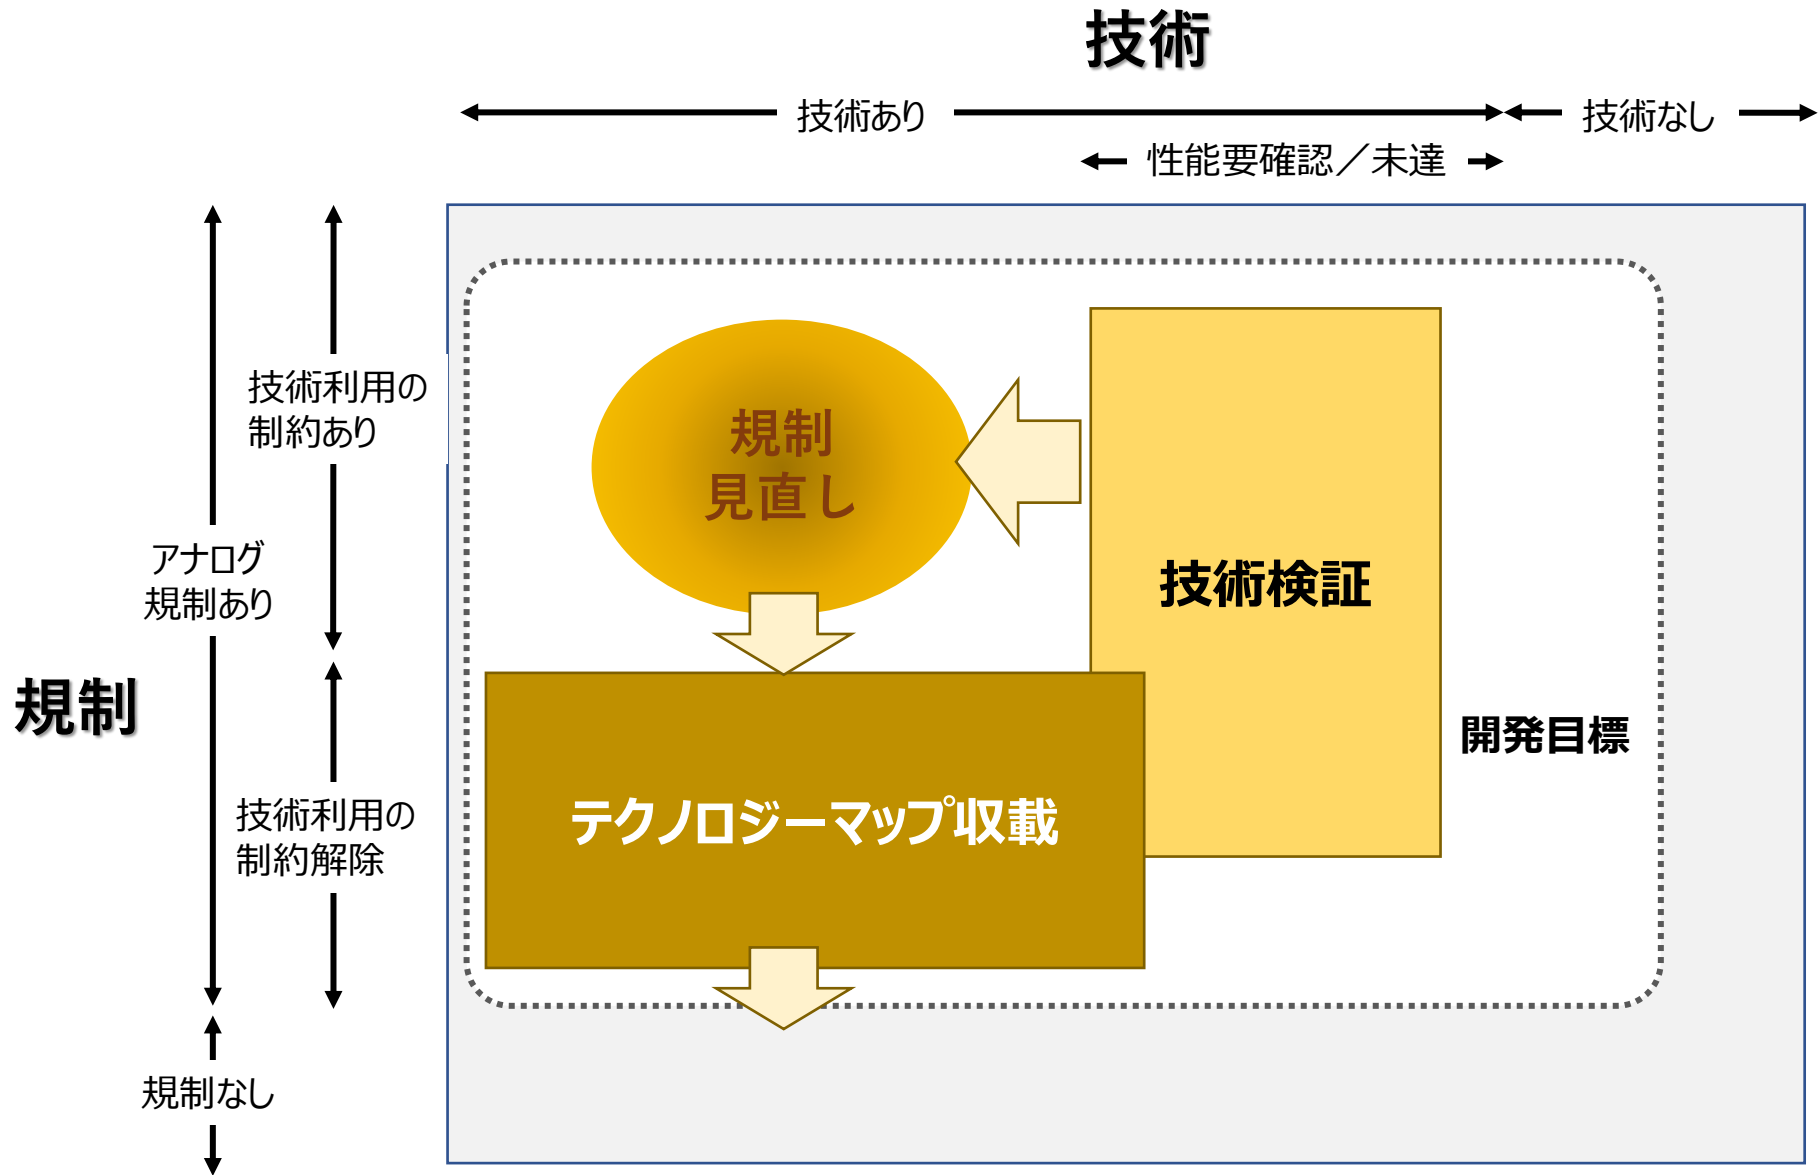 技術
技術あり
技術なし
性能要確認／未達
技術利用の
制約あり
規制
見直し
アナログ
規制あり
技術検証
規制
開発目標
技術利用の
制約解除
テクノロジーマップ収載
規制なし